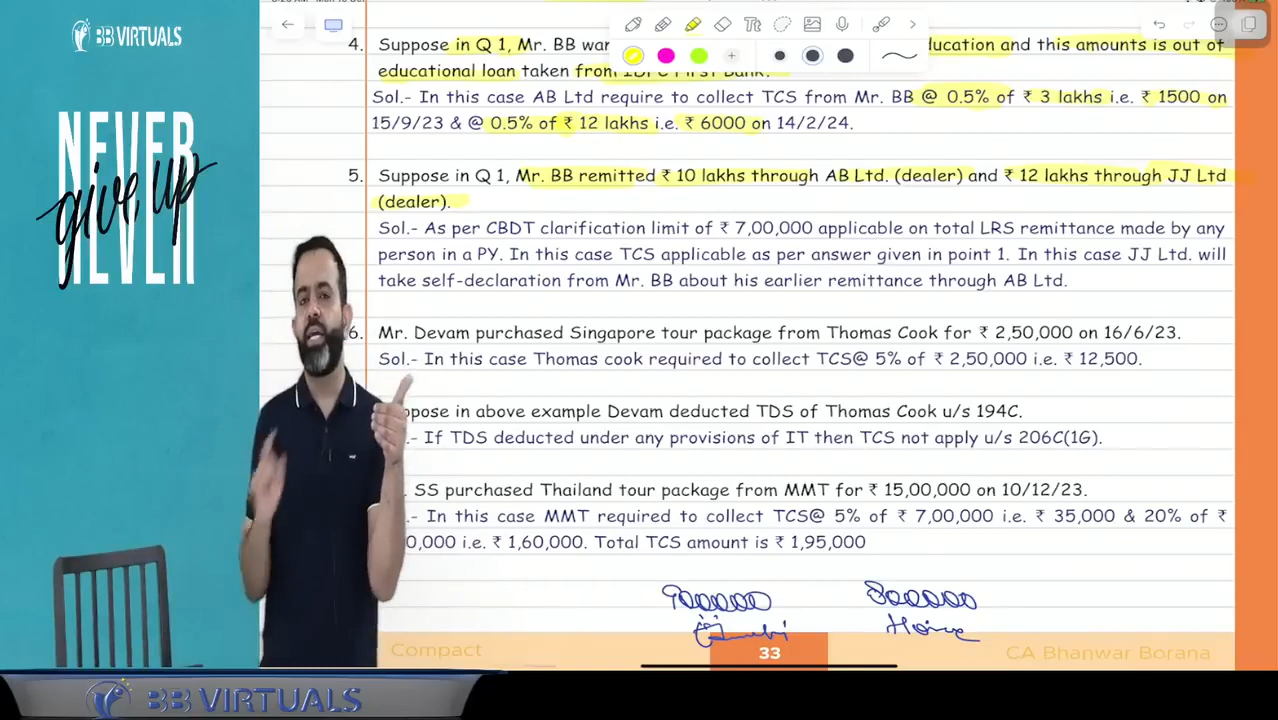 BB VIRTUALS
NEVER
give up
NEVER
4. Suppose in Q 1, Mr. BB ducation and this amounts is out of
educational loan taken from IDFC First Bank.
Sol.- In this case AB Ltd require to collect TCS from Mr. BB @ 0.5% of ₹ 3 lakhs i.e. ₹ 1500 on
15/9/23 & @ 0.5% of ₹ 12 lakhs i.e. ₹ 6000 on 14/2/24.
5. Suppose in Q 1, Mr. BB remitted ₹ 10 lakhs through AB Ltd. (dealer) and ₹ 12 lakhs through JJ Ltd
(dealer).
Sol.- As per CBDT clarification limit of ₹ 7,00,000 applicable on total LRS remittance made by any
person in a PY. In this case TCS applicable as per answer given in point 1. In this case JJ Ltd. will
take self-declaration from Mr. BB about his earlier remittance through AB Ltd.
6. Mr. Devam purchased Singapore tour package from Thomas Cook for ₹ 2,50,000 on 16/6/23.
Sol.- In this case Thomas cook required to collect TCS@ 5% of ₹ 2,50,000 i.e. ₹ 12,500.
ppose in above example Devam deducted TDS of Thomas Cook u/s 194C.
.- If TDS deducted under any provisions of IT then TCS not apply u/s 206C(1G).
. SS purchased Thailand tour package from MMT for ₹ 15,00,000 on 10/12/23.
.- In this case MMT required to collect TCS@ 5% of ₹ 7,00,000 i.e. ₹ 35,000 & 20% of ₹
0,000 i.e. ₹ 1,60,000. Total TCS amount is ₹ 1,95,000
900000 800000
Compact 33 CA Bhanwar Borana
BB VIRTUALS